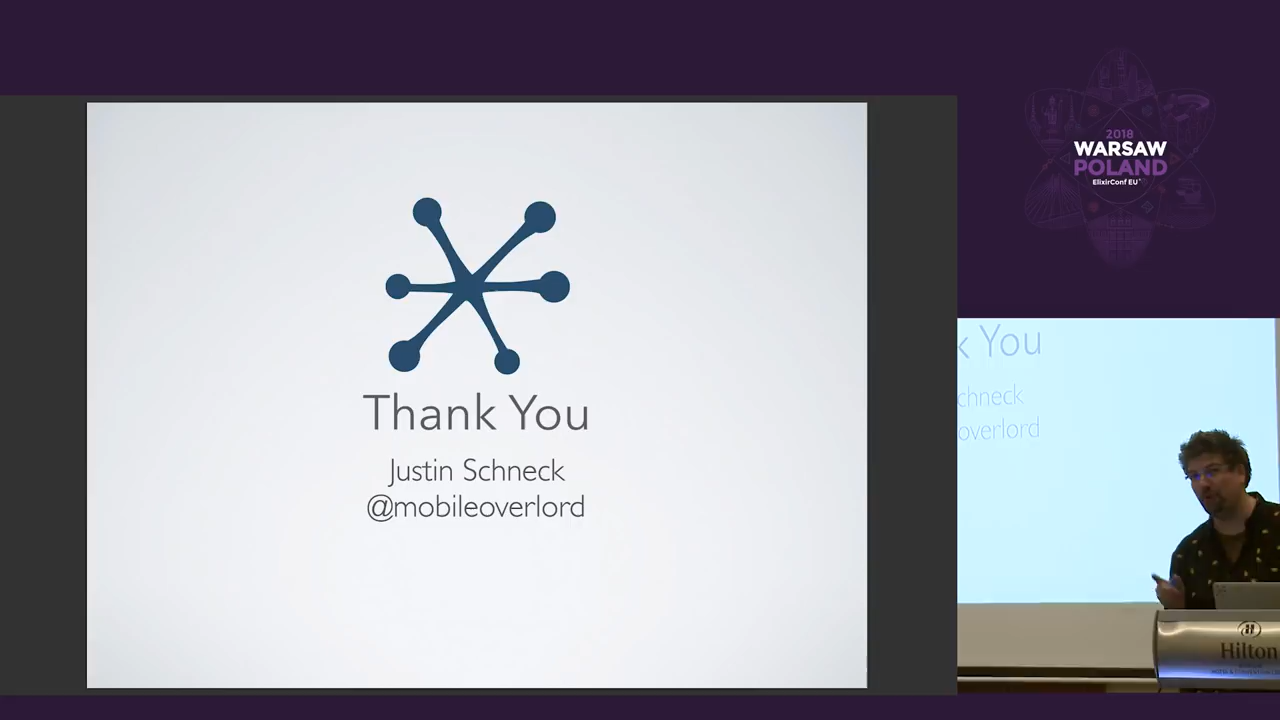 Thank You
Justin Schneck
@mobileoverlord
2018
WARSAW
POLAND
ElixirConf EU
k You
chneck
overlord
Hilton